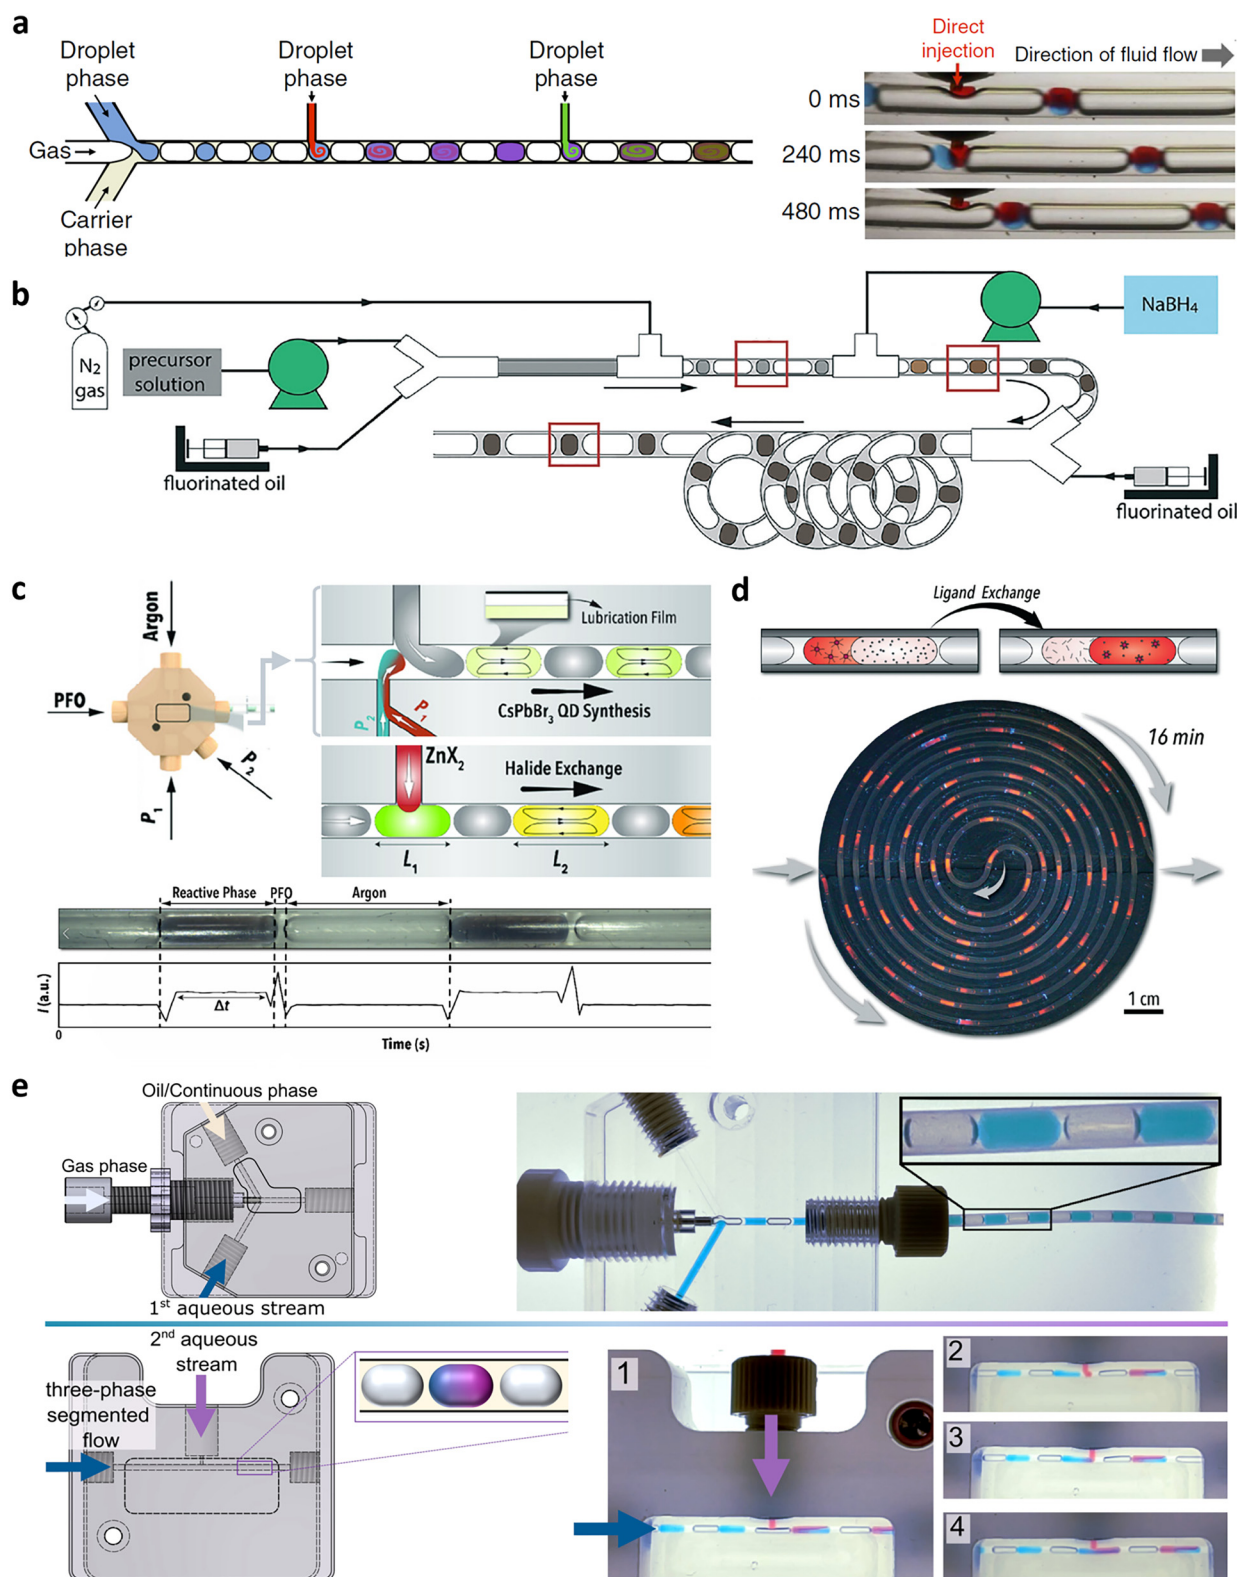 a
Droplet
phase
Droplet
phase
Droplet
phase
Gas
Carrier
phase
Direct
injection
Direction of fluid flow
0 ms
240 ms
480 ms
b
N2
gas
precursor
solution
fluorinated oil
NaBH4
fluorinated oil
c
Argon
PFO
P2
P1
Lubrication Film
P2
P1
CsPbBr3 QD Synthesis
ZnX2
Halide Exchange
L1
L2
Reactive Phase
PFO
Argon
I (a.u.)
Δt
0
Time (s)
d
Ligand Exchange
16 min
1 cm
e
Oil/Continuous phase
Gas phase
1st aqueous stream
2nd aqueous
stream
three-phase
segmented
flow
1
2
3
4